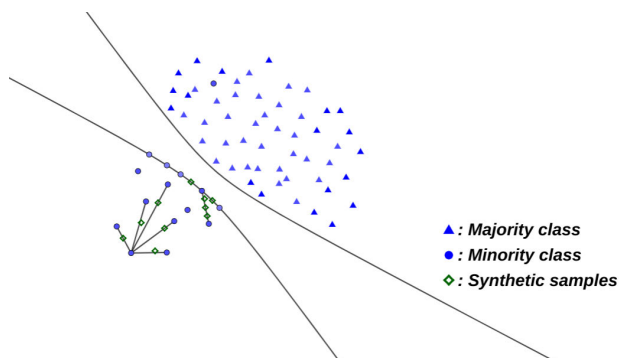 : Majority class
: Minority class
: Synthetic samples